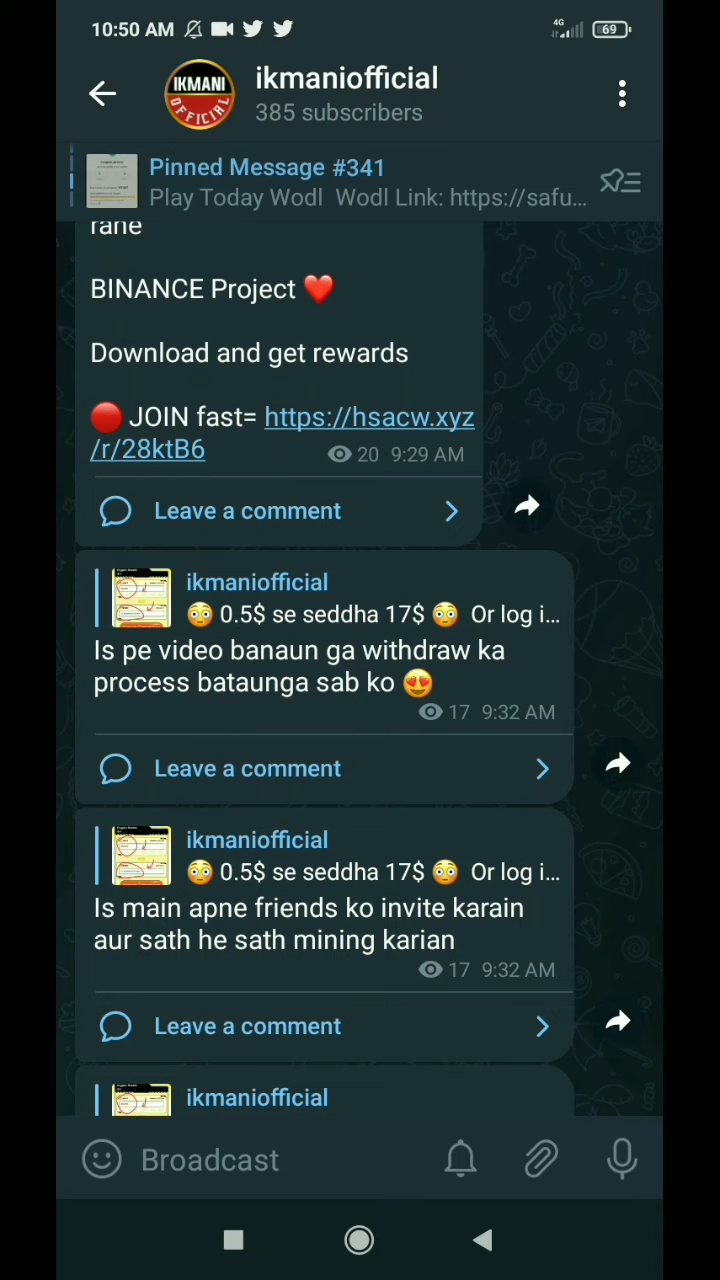 10:50 AM
4G
69
IKMANI
OFFICIAL
ikmaniofficial
385 subscribers
Pinned Message #341
Play Today Wodl Wodl Link: https://safu...
rahe
BINANCE Project ❤️
Download and get rewards
🔴 JOIN fast= https://hsacw.xyz
/r/28ktB6
20 9:29 AM
Leave a comment
ikmaniofficial
😳 0.5$ se seddha 17$ 😳 Or log i...
Is pe video banaun ga withdraw ka
process bataunga sab ko 😍
17 9:32 AM
Leave a comment
ikmaniofficial
😳 0.5$ se seddha 17$ 😳 Or log i...
Is main apne friends ko invite karain
aur sath he sath mining karian
17 9:32 AM
Leave a comment
ikmaniofficial
Broadcast